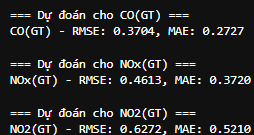 === Dự đoán cho CO(GT) ===
CO(GT) - RMSE: 0.3704, MAE: 0.2727
=== Dự đoán cho NOx(GT) ===
NOx(GT) - RMSE: 0.4613, MAE: 0.3720
=== Dự đoán cho NO2(GT) ===
NO2(GT) - RMSE: 0.6272, MAE: 0.5210